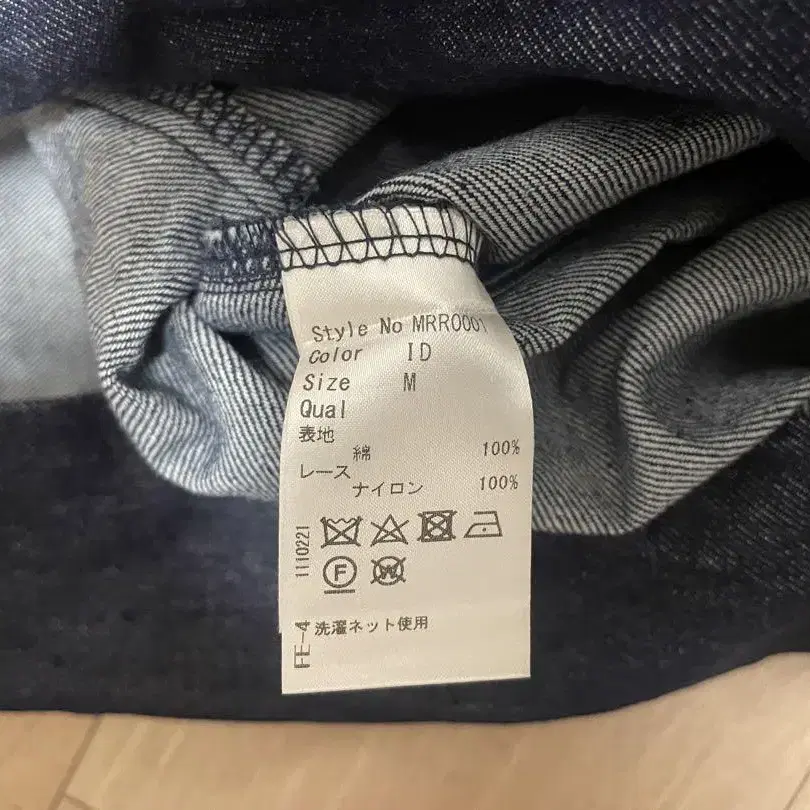 Style No MRR0001
Color ID
Size M
Qual
表地
綿 100%
レース
ナイロン 100%
1110221
F
W
FE-4
洗濯ネット使用